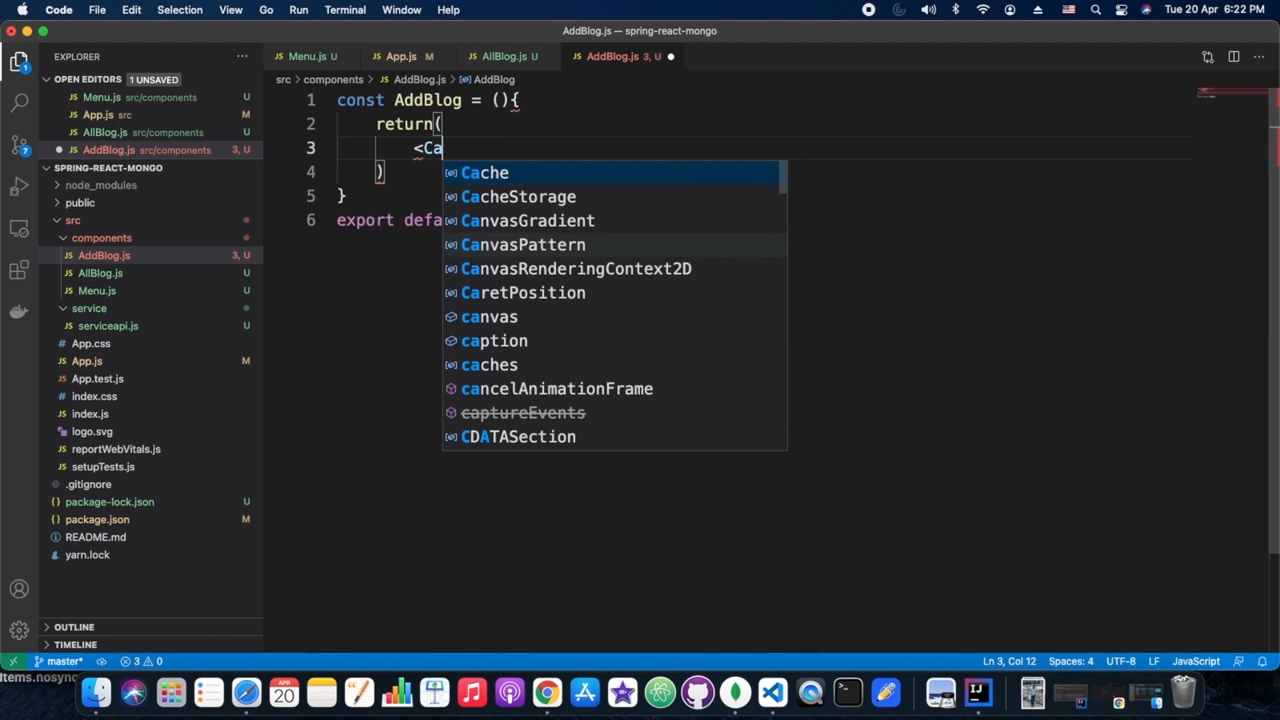 Code File Edit Selection View Go Run Terminal Window Help Tue 20 Apr 6:22 PM
AddBlog.js — spring-react-mongo
EXPLORER ··· Menu.js U App.js M AllBlog.js U AddBlog.js 3, U
OPEN EDITORS 1 UNSAVED
src › components › AddBlog.js › AddBlog
Menu.js src/components U
App.js src M
AllBlog.js src/components U
AddBlog.js src/components 3, U
SPRING-REACT-MONGO
node_modules
public
src
components
AddBlog.js 3, U
AllBlog.js U
Menu.js U
service
serviceapi.js U
App.css
App.js M
App.test.js
index.css
index.js
logo.svg
reportWebVitals.js
setupTests.js
.gitignore
package-lock.json U
package.json M
README.md
yarn.lock
OUTLINE
TIMELINE
1 const AddBlog = (){
2 return(
3 <Ca
4 )
5 }
6 export defa
Cache
CacheStorage
CanvasGradient
CanvasPattern
CanvasRenderingContext2D
CaretPosition
canvas
caption
caches
cancelAnimationFrame
captureEvents
CDATASection
1
7
master* 3 0 Ln 3, Col 12 Spaces: 4 UTF-8 LF JavaScript
Items.nosync
APR
20